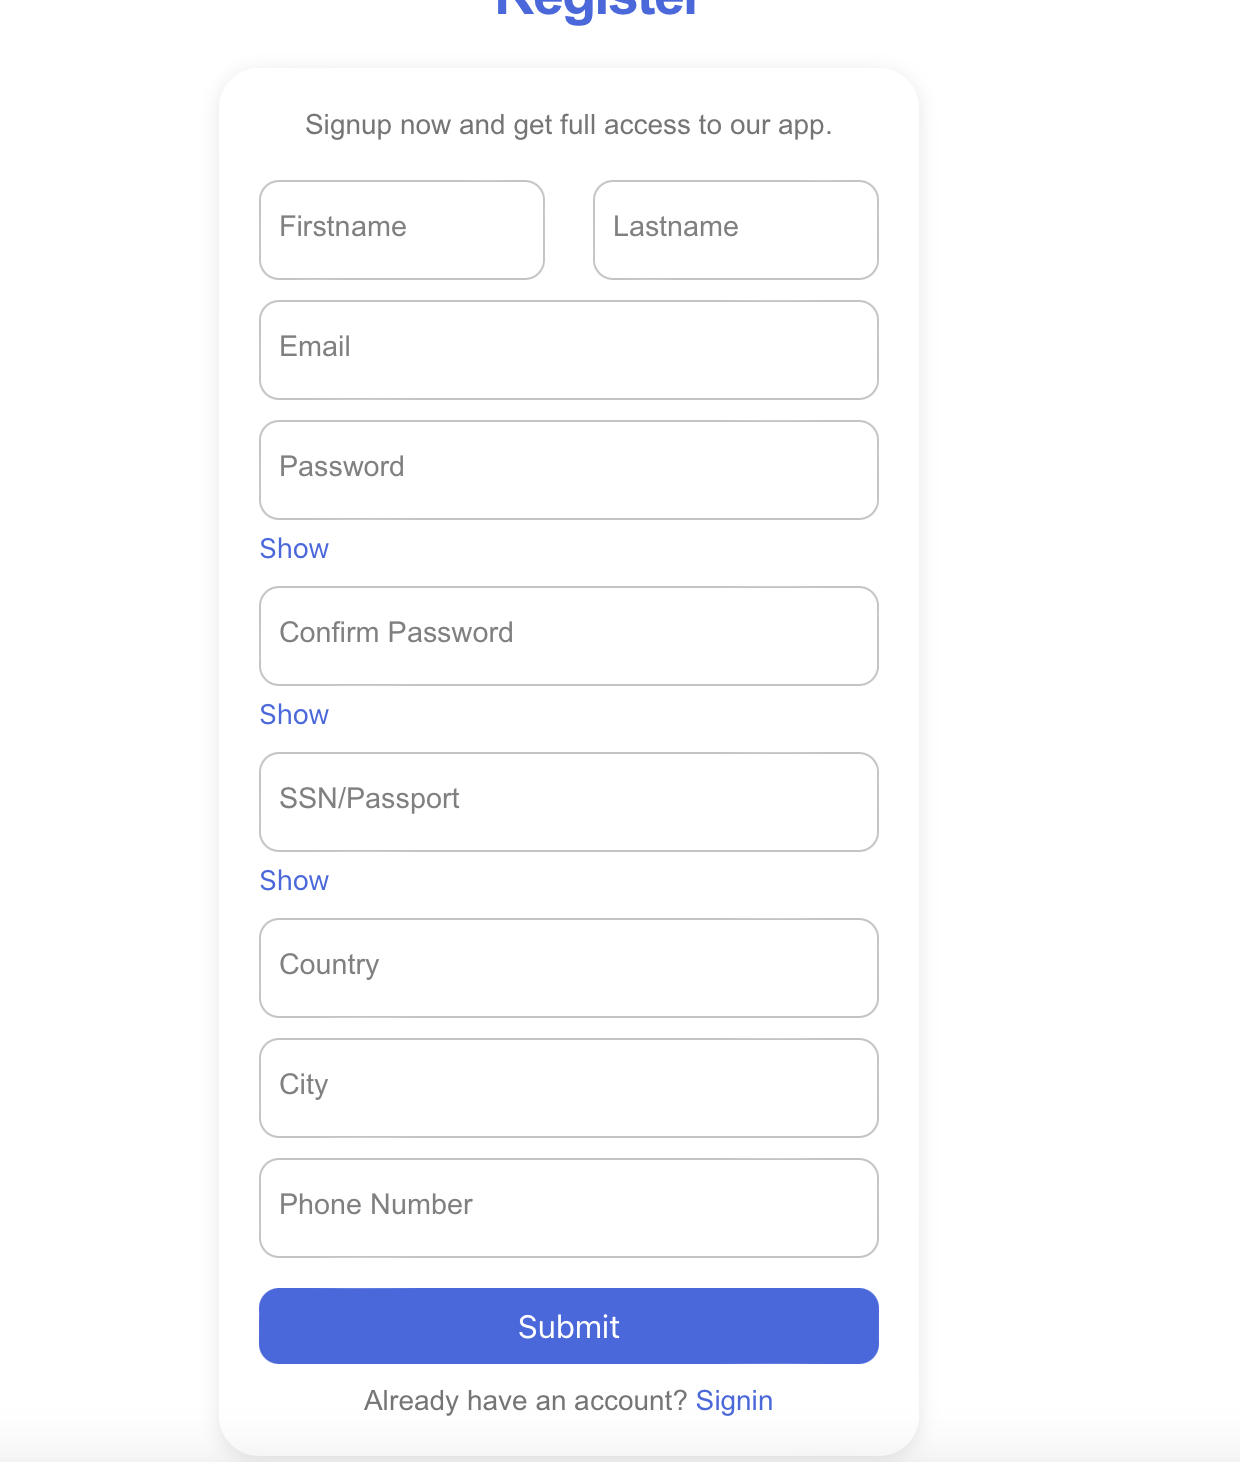 Register
Signup now and get full access to our app.
Firstname
Lastname
Email
Password
Show
Confirm Password
Show
SSN/Passport
Show
Country
City
Phone Number
Submit
Already have an account? Signin